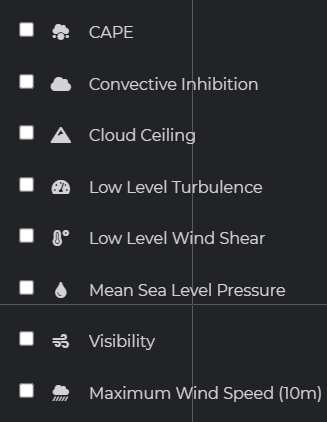 CAPE
Convective Inhibition
Cloud Ceiling
Low Level Turbulence
Low Level Wind Shear
Mean Sea Level Pressure
Visibility
Maximum Wind Speed (10m)